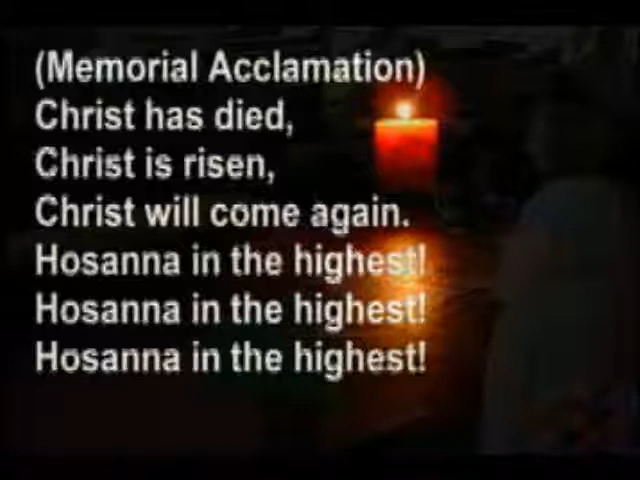 (Memorial Acclamation)
Christ has died,
Christ is risen,
Christ will come again.
Hosanna in the highest!
Hosanna in the highest!
Hosanna in the highest!